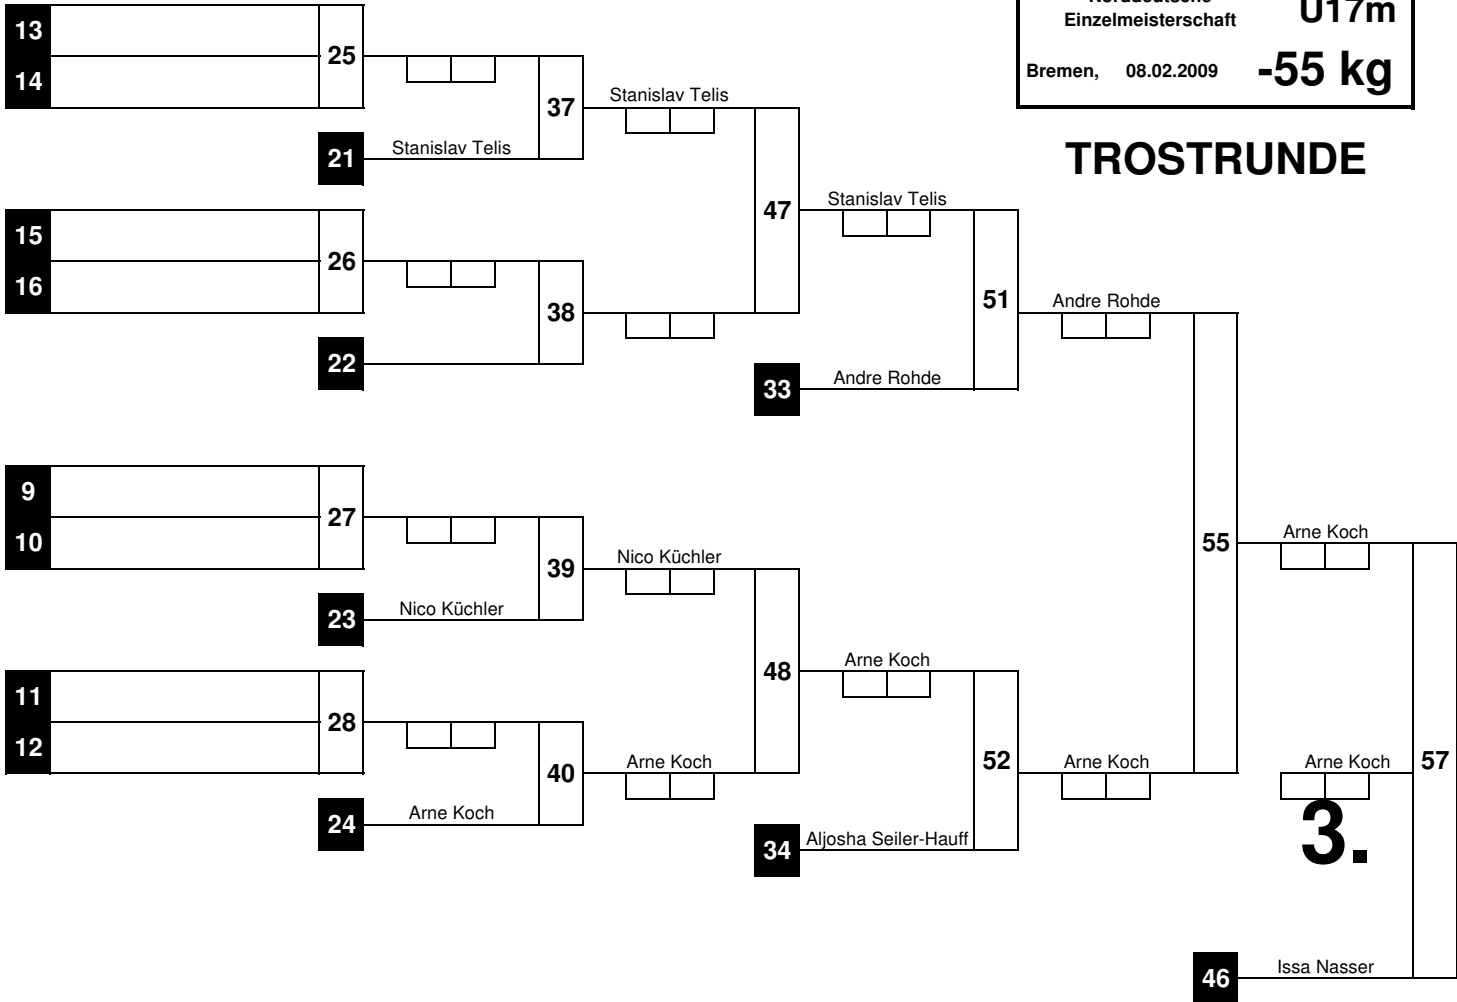 Norddeutsche
Einzelmeisterschaft
U17m
Bremen, 08.02.2009
-55 kg
TROSTRUNDE
13
14
25
37
Stanislav Telis
21
Stanislav Telis
47
Stanislav Telis
15
16
26
38
22
51
Andre Rohde
33
Andre Rohde
9
10
27
39
Nico Küchler
23
Nico Küchler
55
Arne Koch
11
12
28
40
Arne Koch
24
Arne Koch
48
Arne Koch
52
Arne Koch
34
Aljosha Seiler-Hauff
Arne Koch
57
3.
46
Issa Nasser